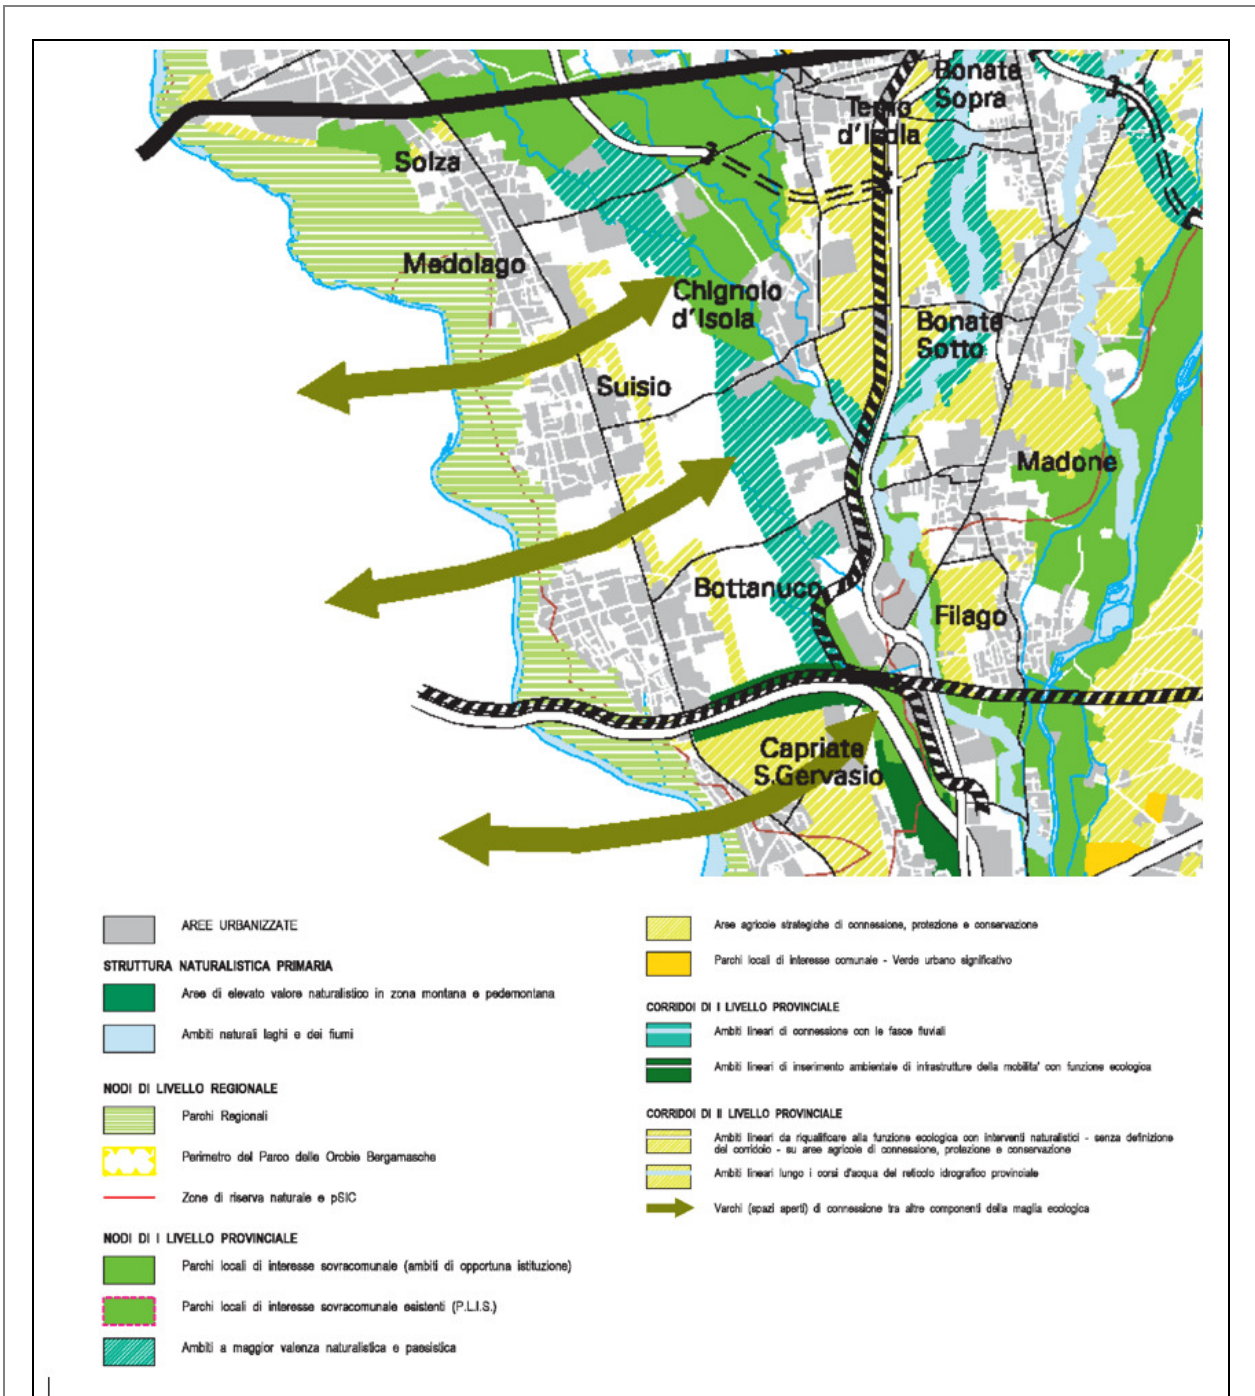 Bonate
Sopra
Terno
d'Isola
Solza
Medolago
Chignolo
d'Isola
Bonate
Sotto
Suisio
Madone
Bottanuco
Filago
Capriate
S.Gervasio
AREE URBANIZZATE
STRUTTURA NATURALISTICA PRIMARIA
Aree di elevato valore naturalistico in zona montana e pedemontana
Ambiti naturali laghi e dei fiumi
NODI DI LIVELLO REGIONALE
Parchi Regionali
Perimetro del Parco delle Orobie Bergamasche
Zone di riserva naturale e pSIC
NODI DI I LIVELLO PROVINCIALE
Parchi locali di interesse sovracomunale (ambiti di opportuna istituzione)
Parchi locali di interesse sovracomunale esistenti (P.L.I.S.)
Ambiti a maggior valenza naturalistica e paesistica
Aree agricole strategiche di connessione, protezione e conservazione
Parchi locali di interesse comunale - Verde urbano significativo
CORRIDOI DI I LIVELLO PROVINCIALE
Ambiti lineari di connessione con le fasce fluviali
Ambiti lineari di inserimento ambientale di infrastrutture della mobilita' con funzione ecologica
CORRIDOI DI II LIVELLO PROVINCIALE
Ambiti lineari da riqualificare alla funzione ecologica con interventi naturalistici - senza definizione
del corridoio - su aree agricole di connessione, protezione e conservazione
Ambiti lineari lungo i corsi d'acqua del reticolo idrografico provinciale
Varchi (spazi aperti) di connessione tra altre componenti della maglia ecologica